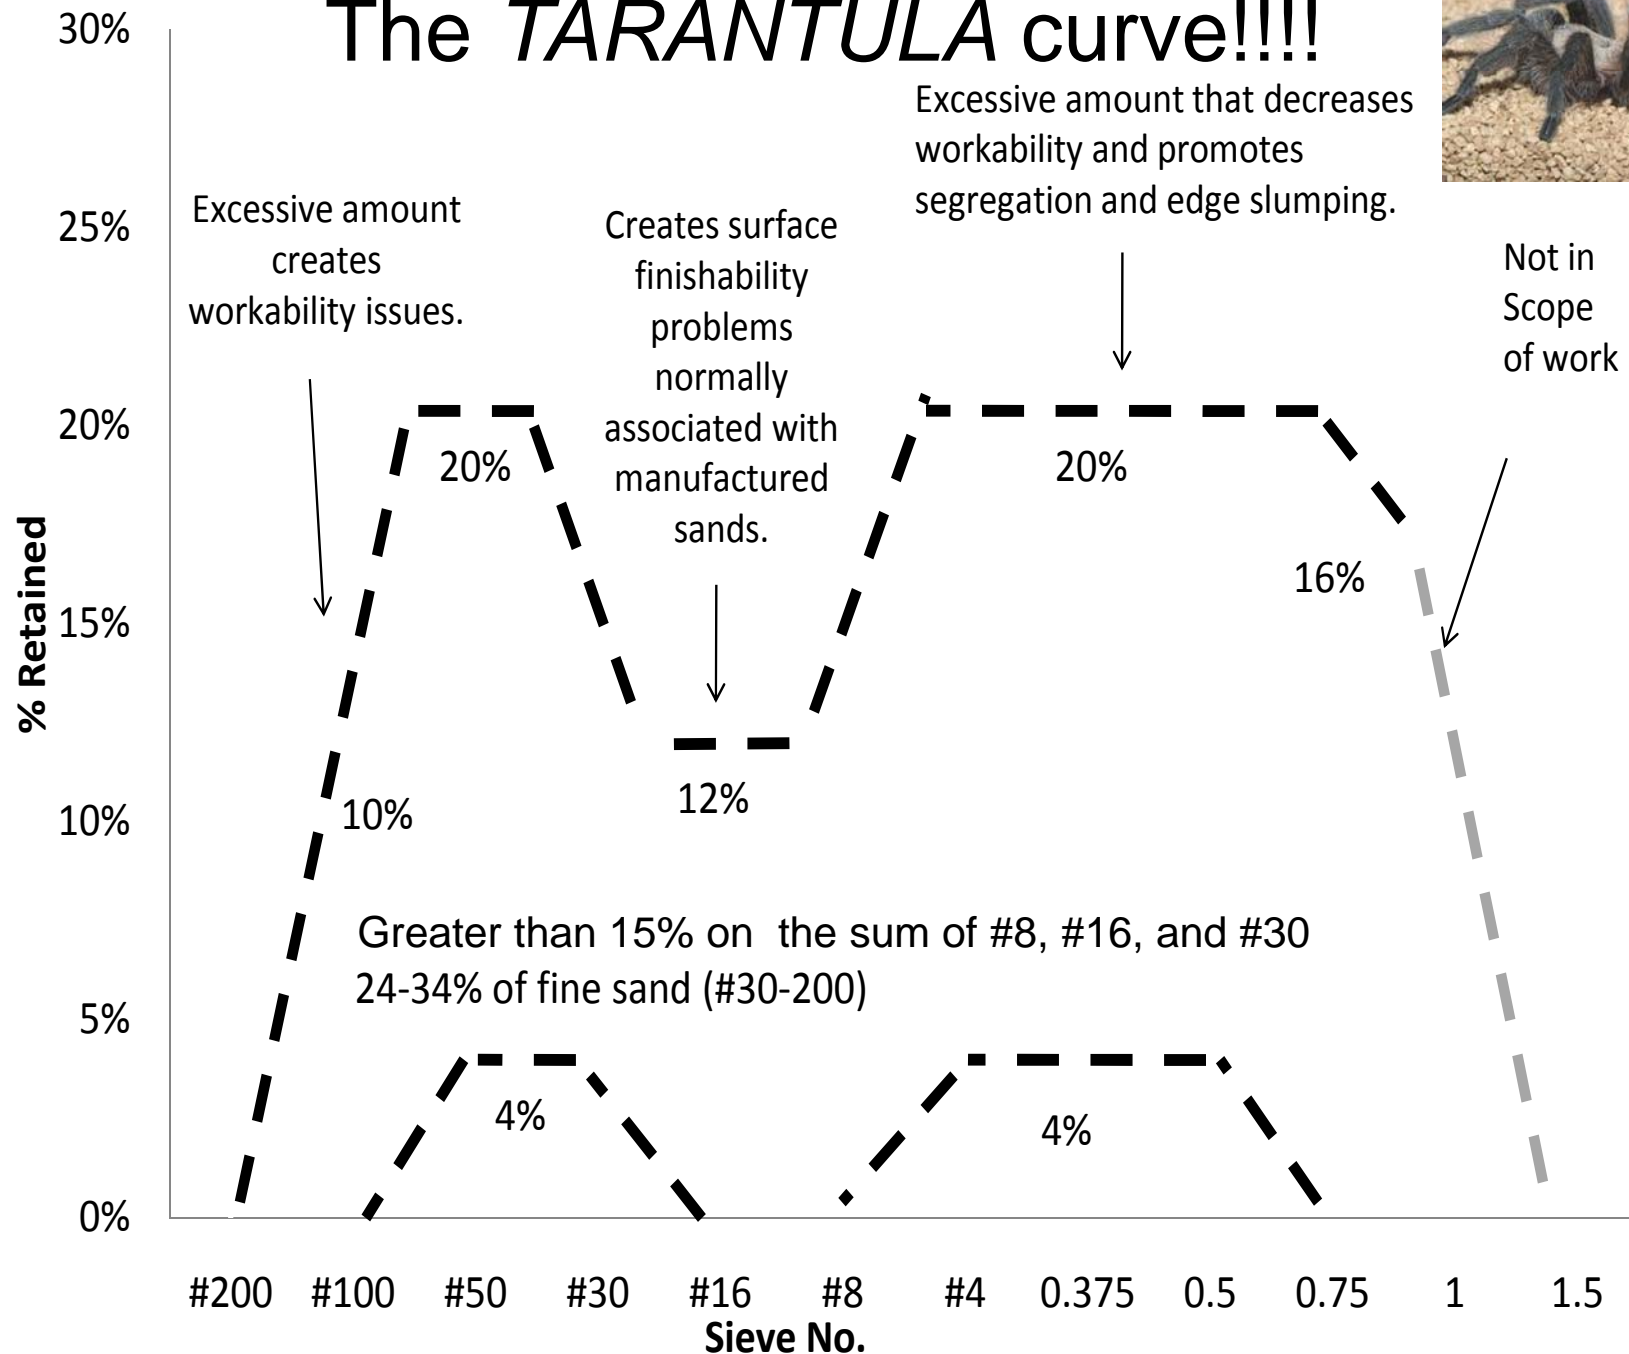 The TARANTULA curve!!!!
30%
25%
20%
15%
10%
5%
0%
% Retained
Excessive amount
creates
workability issues.
Creates surface
finishability
problems
normally
associated with
manufactured
sands.
Excessive amount that decreases
workability and promotes
segregation and edge slumping.
Not in
Scope
of work
20%
20%
16%
10%
12%
Greater than 15% on  the sum of #8, #16, and #30
24-34% of fine sand (#30-200)
4%
4%
#200 #100 #50 #30 #16 #8 #4 0.375 0.5 0.75 1 1.5
Sieve No.